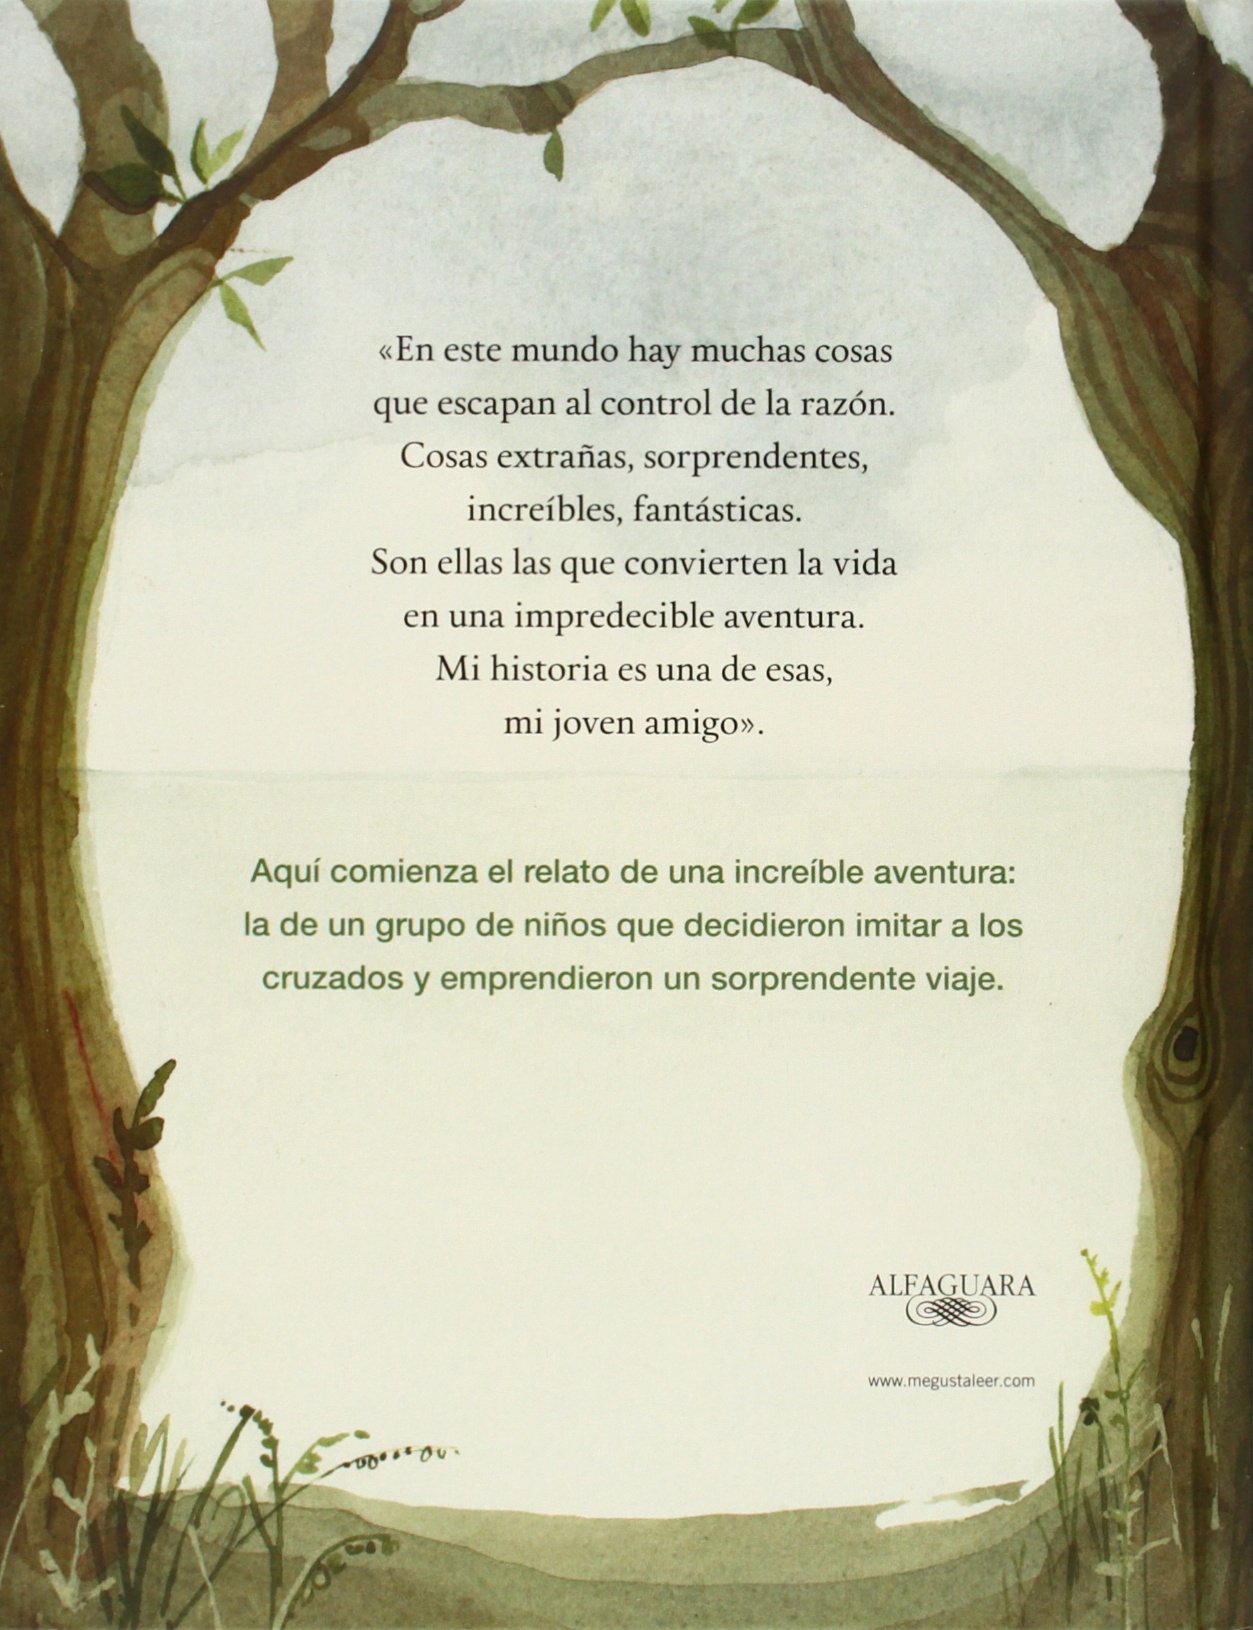 «En este mundo hay muchas cosas
que escapan al control de la razón.
Cosas extrañas, sorprendentes,
increíbles, fantásticas.
Son ellas las que convierten la vida
en una impredecible aventura.
Mi historia es una de esas,
mi joven amigo».
Aquí comienza el relato de una increíble aventura:
la de un grupo de niños que decidieron imitar a los
cruzados y emprendieron un sorprendente viaje.
ALFAGUARA
www.megustaleer.com